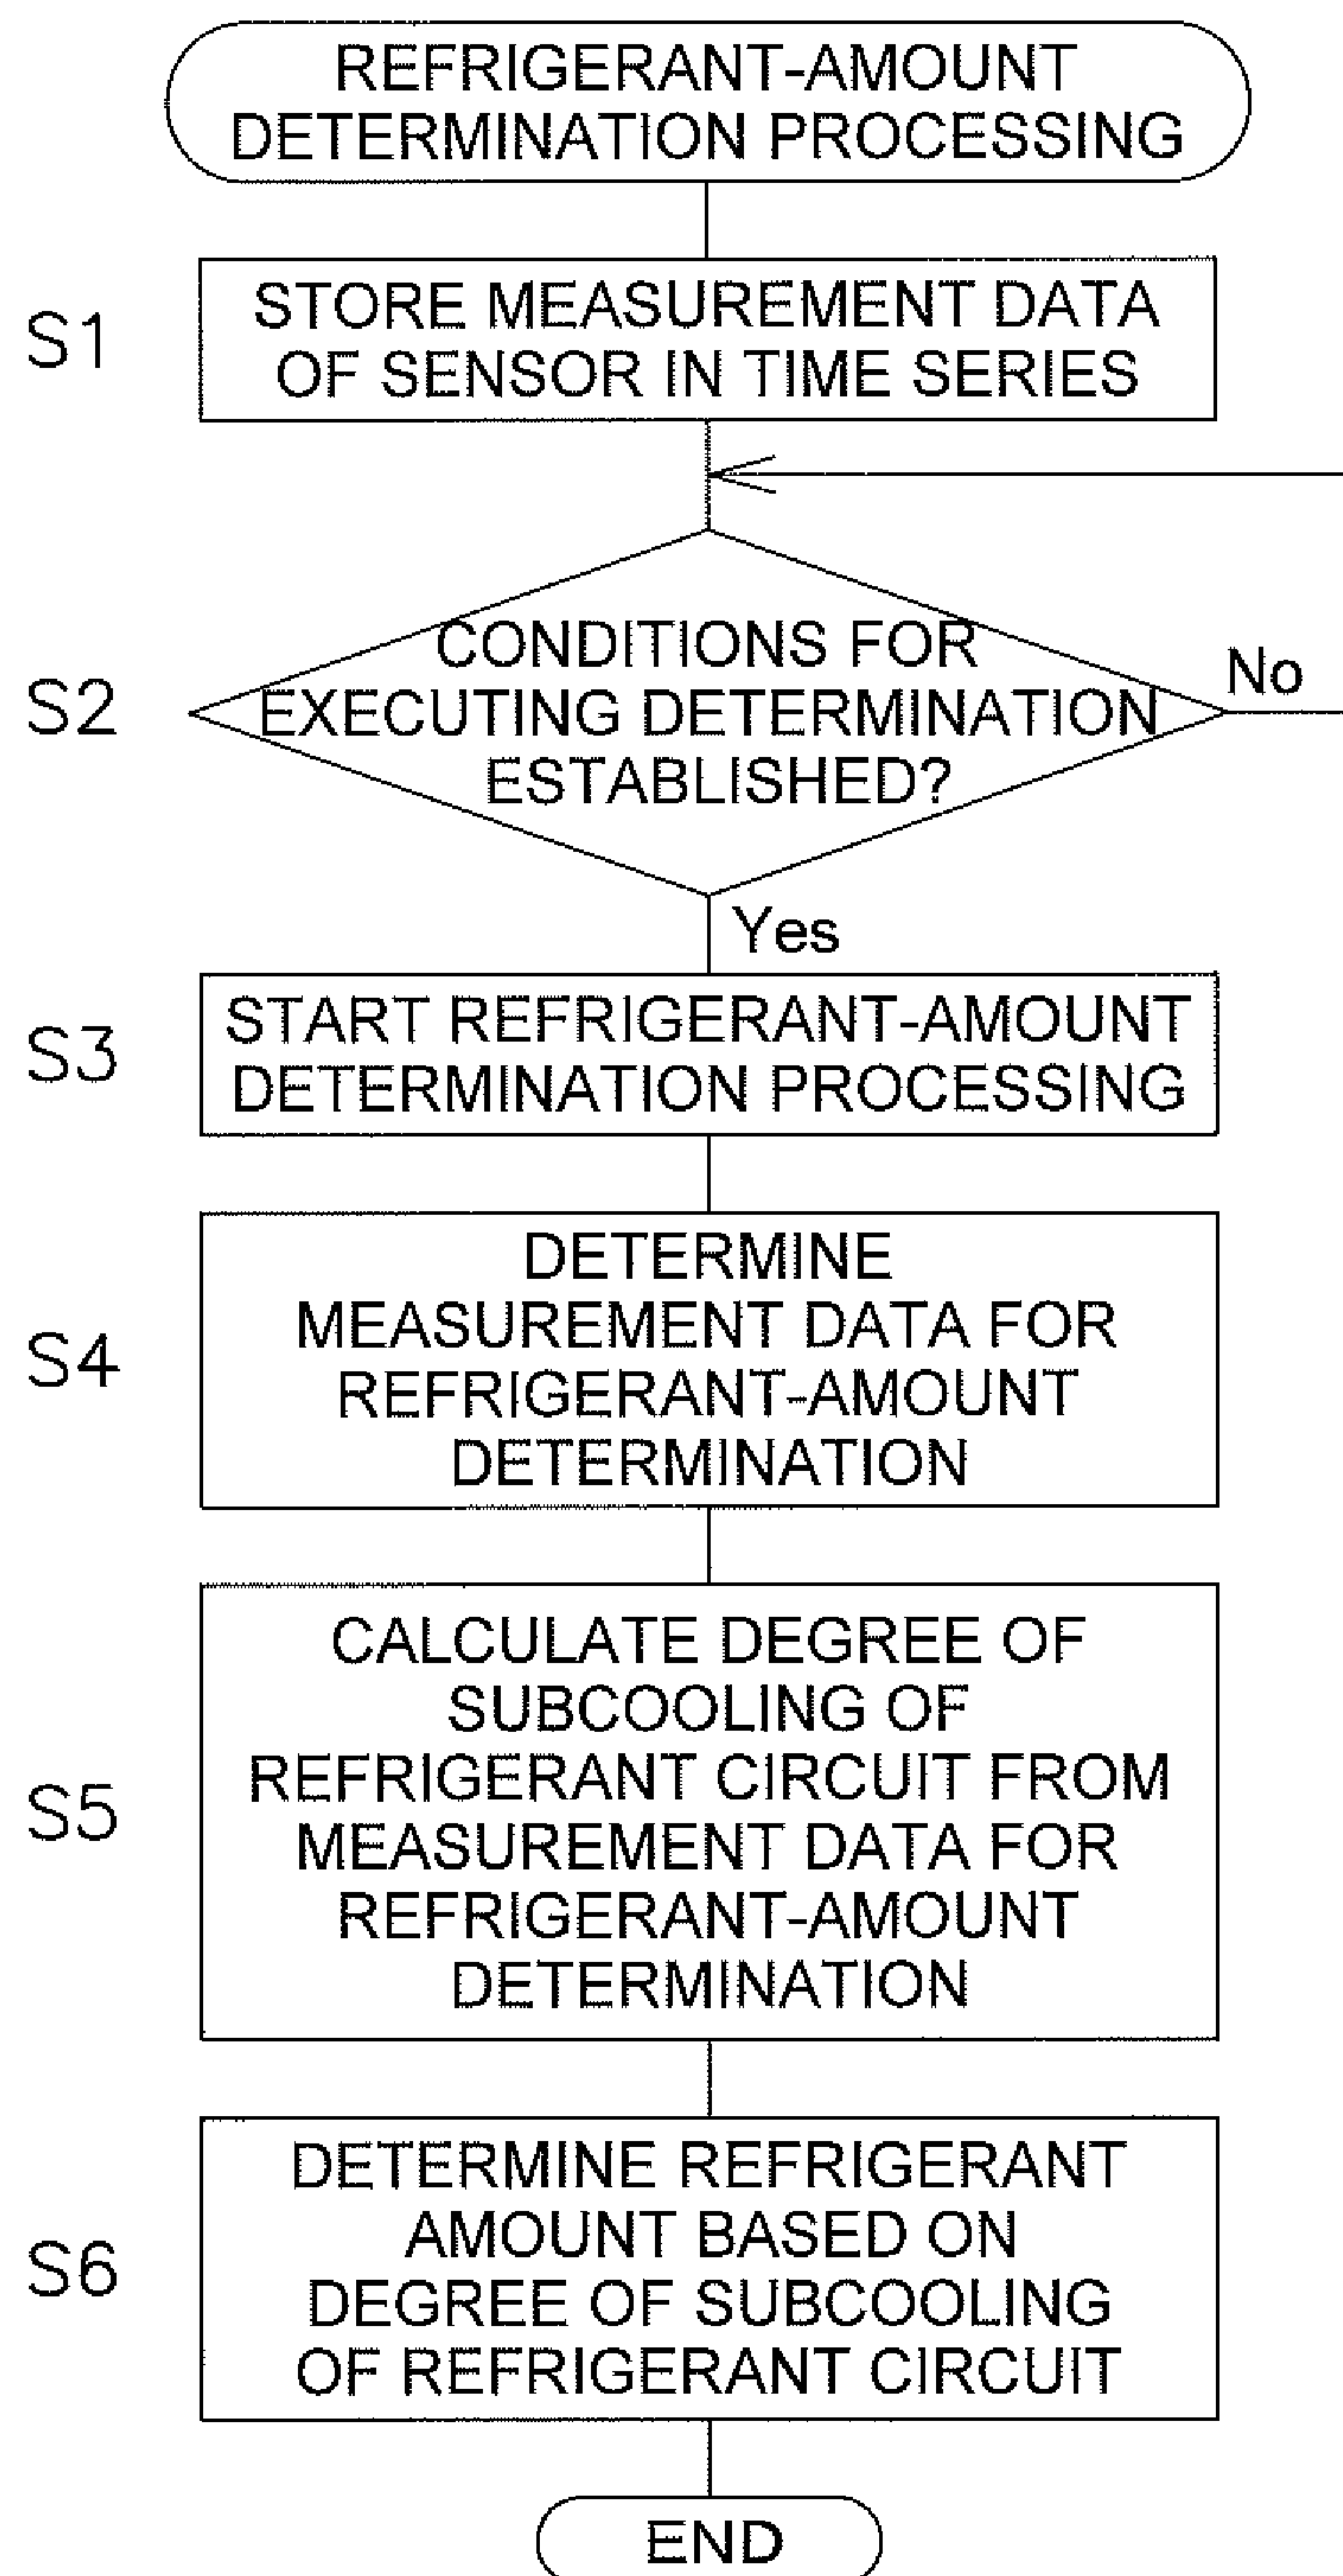 REFRIGERANT-AMOUNT
DETERMINATION PROCESSING
S1
STORE MEASUREMENT DATA
OF SENSOR IN TIME SERIES
S2
CONDITIONS FOR
EXECUTING DETERMINATION
ESTABLISHED?
No
Yes
S3
START REFRIGERANT-AMOUNT
DETERMINATION PROCESSING
S4
DETERMINE
MEASUREMENT DATA FOR
REFRIGERANT-AMOUNT
DETERMINATION
S5
CALCULATE DEGREE OF
SUBCOOLING OF
REFRIGERANT CIRCUIT FROM
MEASUREMENT DATA FOR
REFRIGERANT-AMOUNT
DETERMINATION
S6
DETERMINE REFRIGERANT
AMOUNT BASED ON
DEGREE OF SUBCOOLING
OF REFRIGERANT CIRCUIT
END